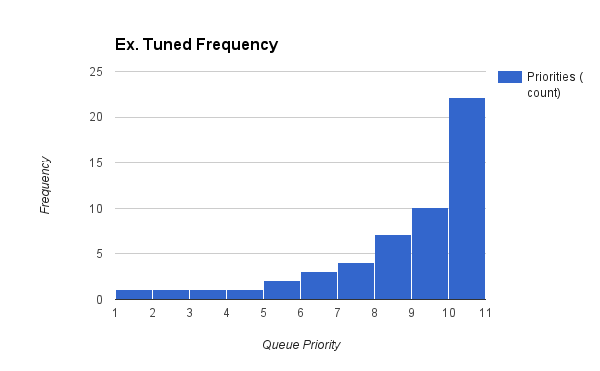 Ex. Tuned Frequency
25
20
15
10
5
0
Frequency
1 2 3 4 5 6 7 8 9 10 11
Queue Priority
Priorities (
count)